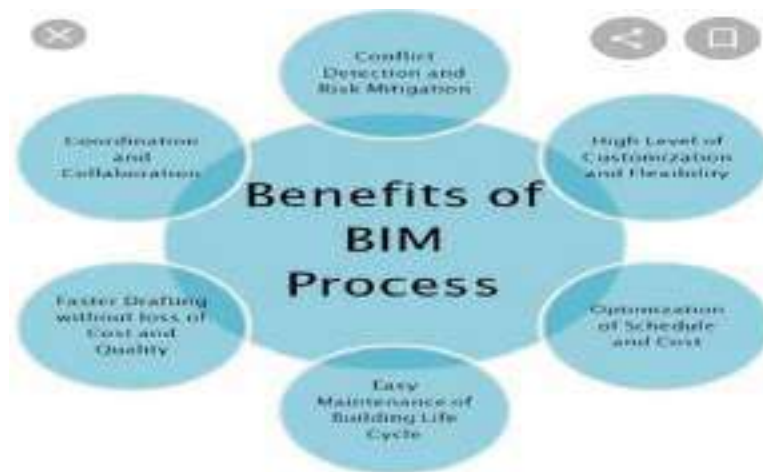 Benefits of
BIM
Process
Conflict
Detection and
Risk Mitigation
High Level of
Customization
and Flexibility
Optimization
of Schedule
and Cost
Easy
Maintenance of
Building Life
Cycle
Faster Drafting
without loss of
Cost and
Quality
Coordination
and
Collaboration